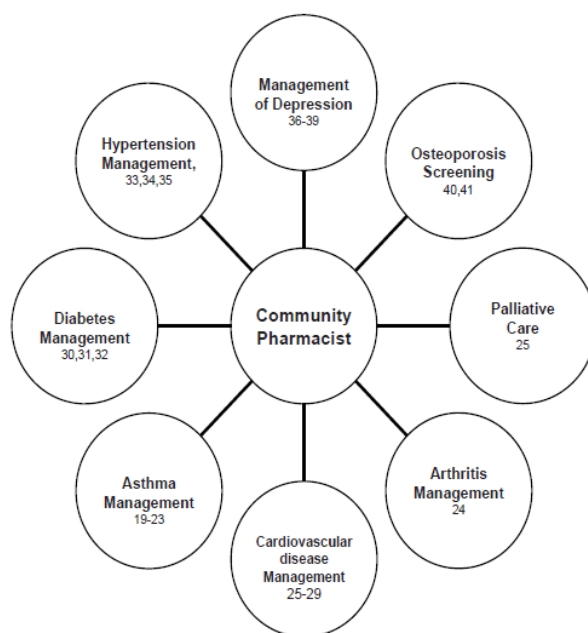 Management
of Depression
36-39
Hypertension
Management,
33,34,35
Osteoporosis
Screening
40,41
Diabetes
Management
30,31,32
Community
Pharmacist
Palliative
Care
25
Asthma
Management
19-23
Arthritis
Management
24
Cardiovascular
disease
Management
25-29